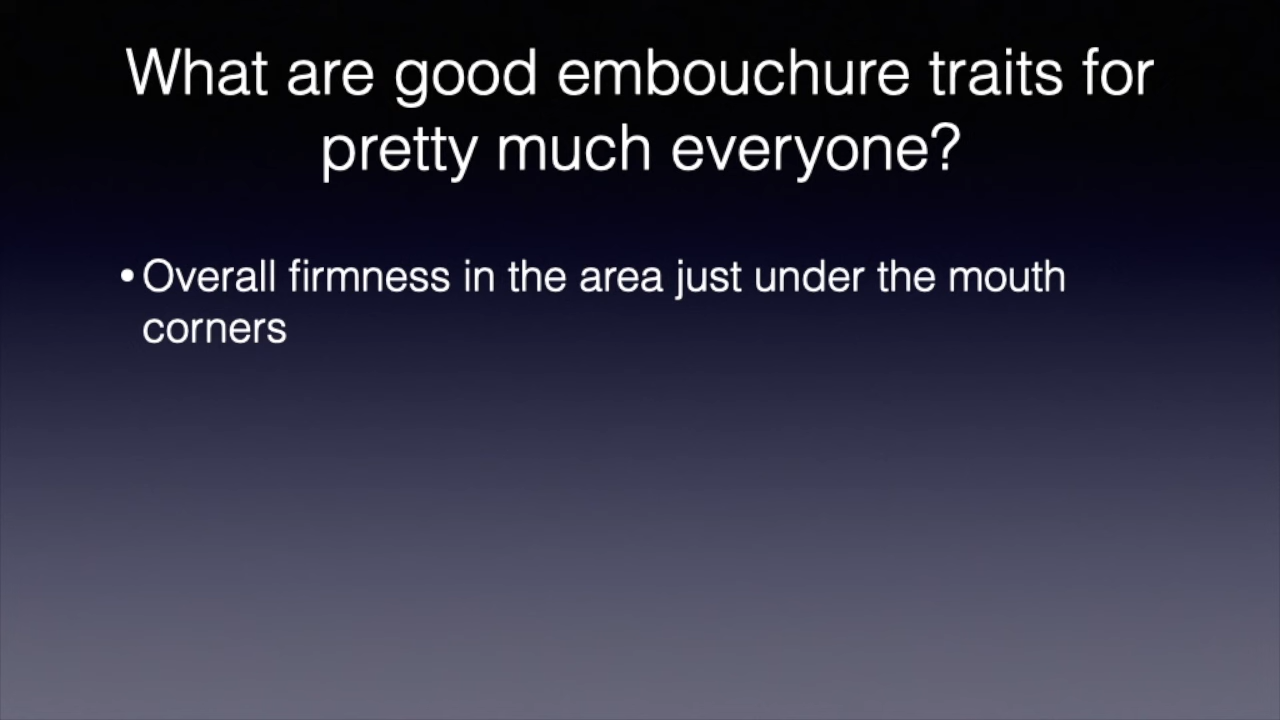 What are good embouchure traits for
pretty much everyone?
•Overall firmness in the area just under the mouth
corners